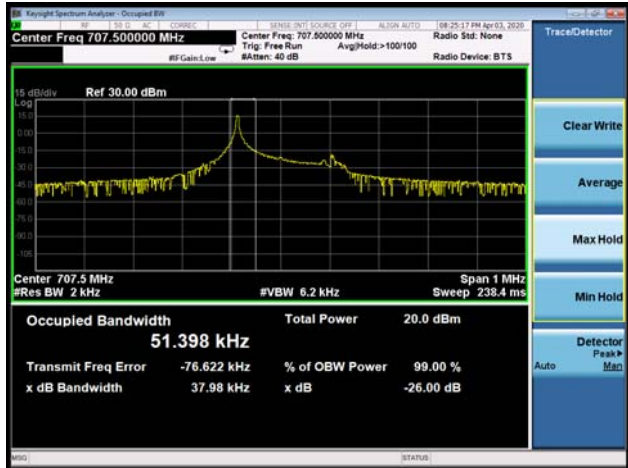 Keysight Spectrum Analyzer - Occupied BW
RF 50 Ω AC CORREC SENSE:INT SOURCE OFF ALIGN AUTO 08:25:17 PM Apr 03, 2020
Center Freq 707.500000 MHz
Center Freq: 707.500000 MHz
Radio Std: None
Trig: Free Run
Avg|Hold:>100/100
#IFGain:Low
#Atten: 40 dB
Radio Device: BTS
Trace/Detector
15 dB/div
Ref 30.00 dBm
Log
15.0
0.00
-15.0
-30.0
-45.0
-60.0
-75.0
-90.0
-105
Center 707.5 MHz
Span 1 MHz
#Res BW 2 kHz
#VBW 6.2 kHz
Sweep 238.4 ms
Occupied Bandwidth
Total Power
20.0 dBm
51.398 kHz
Transmit Freq Error
-76.622 kHz
% of OBW Power
99.00 %
x dB Bandwidth
37.98 kHz
x dB
-26.00 dB
Clear Write
Average
Max Hold
Min Hold
Detector
Peak▶
Auto
Man
MSG
STATUS